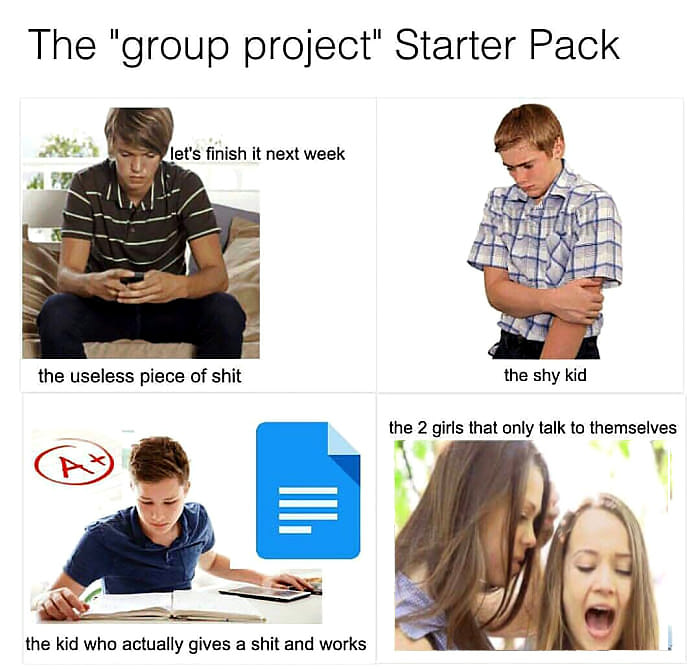 The "group project" Starter Pack
let's finish it next week
the useless piece of shit
the shy kid
A+
the kid who actually gives a shit and works
the 2 girls that only talk to themselves